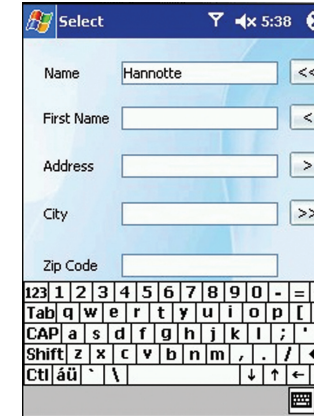 Select 5:38
Name Hannotte <<
First Name <
Address >
City >>
Zip Code
123 1 2 3 4 5 6 7 8 9 0 - =
Tab q w e r t y u i o p [
CAP a s d f g h j k l ; '
Shift z x c v b n m , . /
Ctl áü ` \ ↓ ↑ ←